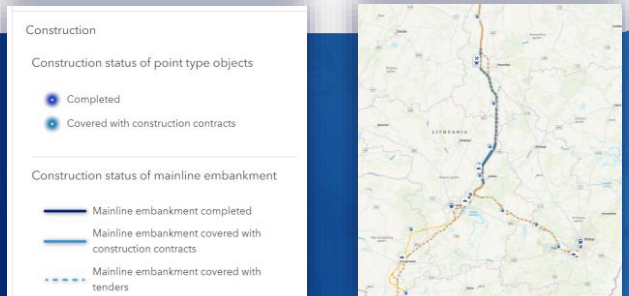 Construction
Construction status of point type objects
Completed
Covered with construction contracts
Construction status of mainline embankment
Mainline embankment completed
Mainline embankment covered with
construction contracts
Mainline embankment covered with
tenders
LITHUANIA